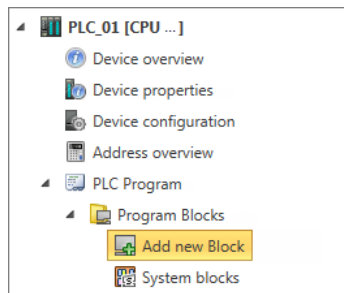 PLC_01 [CPU ...]
Device overview
Device properties
Device configuration
Address overview
PLC Program
Program Blocks
Add new Block
System blocks